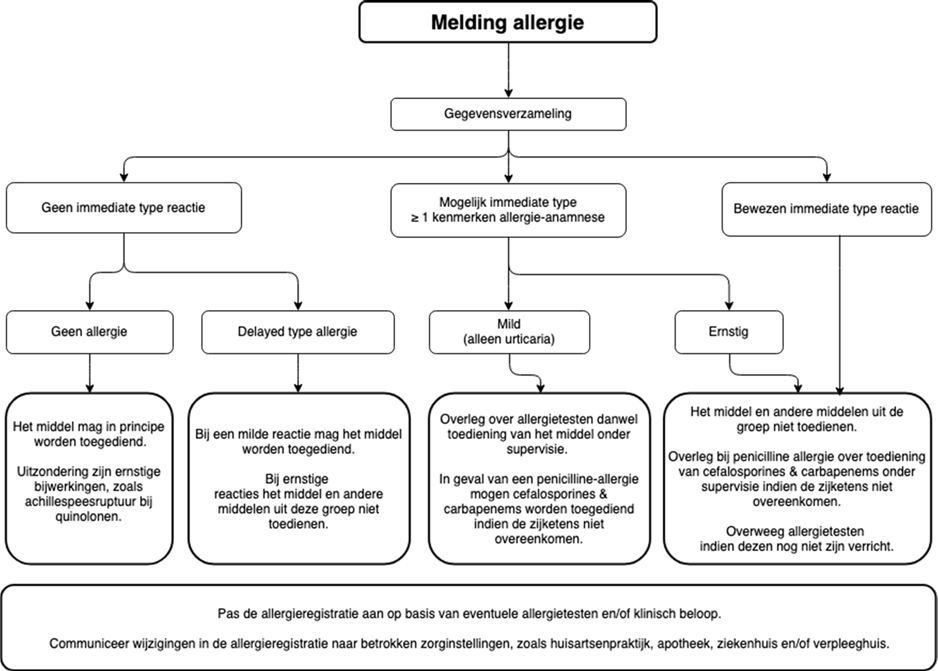 Melding allergie
Gegevensverzameling
Geen immediate type reactie
Mogelijk immediate type
≥ 1 kenmerken allergie-anamnese
Bewezen immediate type reactie
Geen allergie
Delayed type allergie
Mild
(alleen urticaria)
Ernstig
Het middel mag in principe
worden toegediend.
Uitzondering zijn ernstige
bijwerkingen, zoals
achillespeesruptuur bij
quinolonen.
Bij een milde reactie mag het middel
worden toegediend.
Bij ernstige
reacties het middel en andere
middelen uit deze groep niet
toedienen.
Overleg over allergietesten danwel
toediening van het middel onder
supervisie.
In geval van een penicilline-allergie
mogen cefalosporines &
carbapenems worden toegediend
indien de zijketens niet
overeenkomen.
Het middel en andere middelen uit de
groep niet toedienen.
Overleg bij penicilline allergie over toediening
van cefalosporines & carbapenems onder
supervisie indien de zijketens niet
overeenkomen.
Overweeg allergietesten
indien dezen nog niet zijn verricht.
Pas de allergieregistratie aan op basis van eventuele allergietesten en/of klinisch beloop.
Communiceer wijzigingen in de allergieregistratie naar betrokken zorginstellingen, zoals huisartsenpraktijk, apotheek, ziekenhuis en/of verpleeghuis.